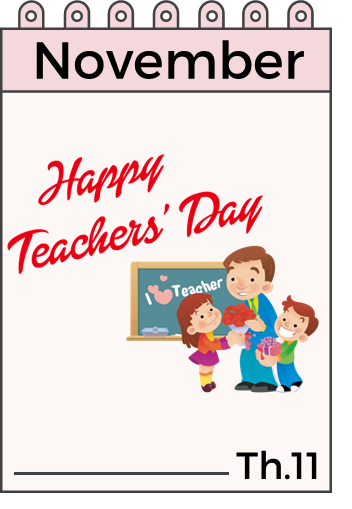 November
Happy
Teachers' Day
I Teacher
Th.11